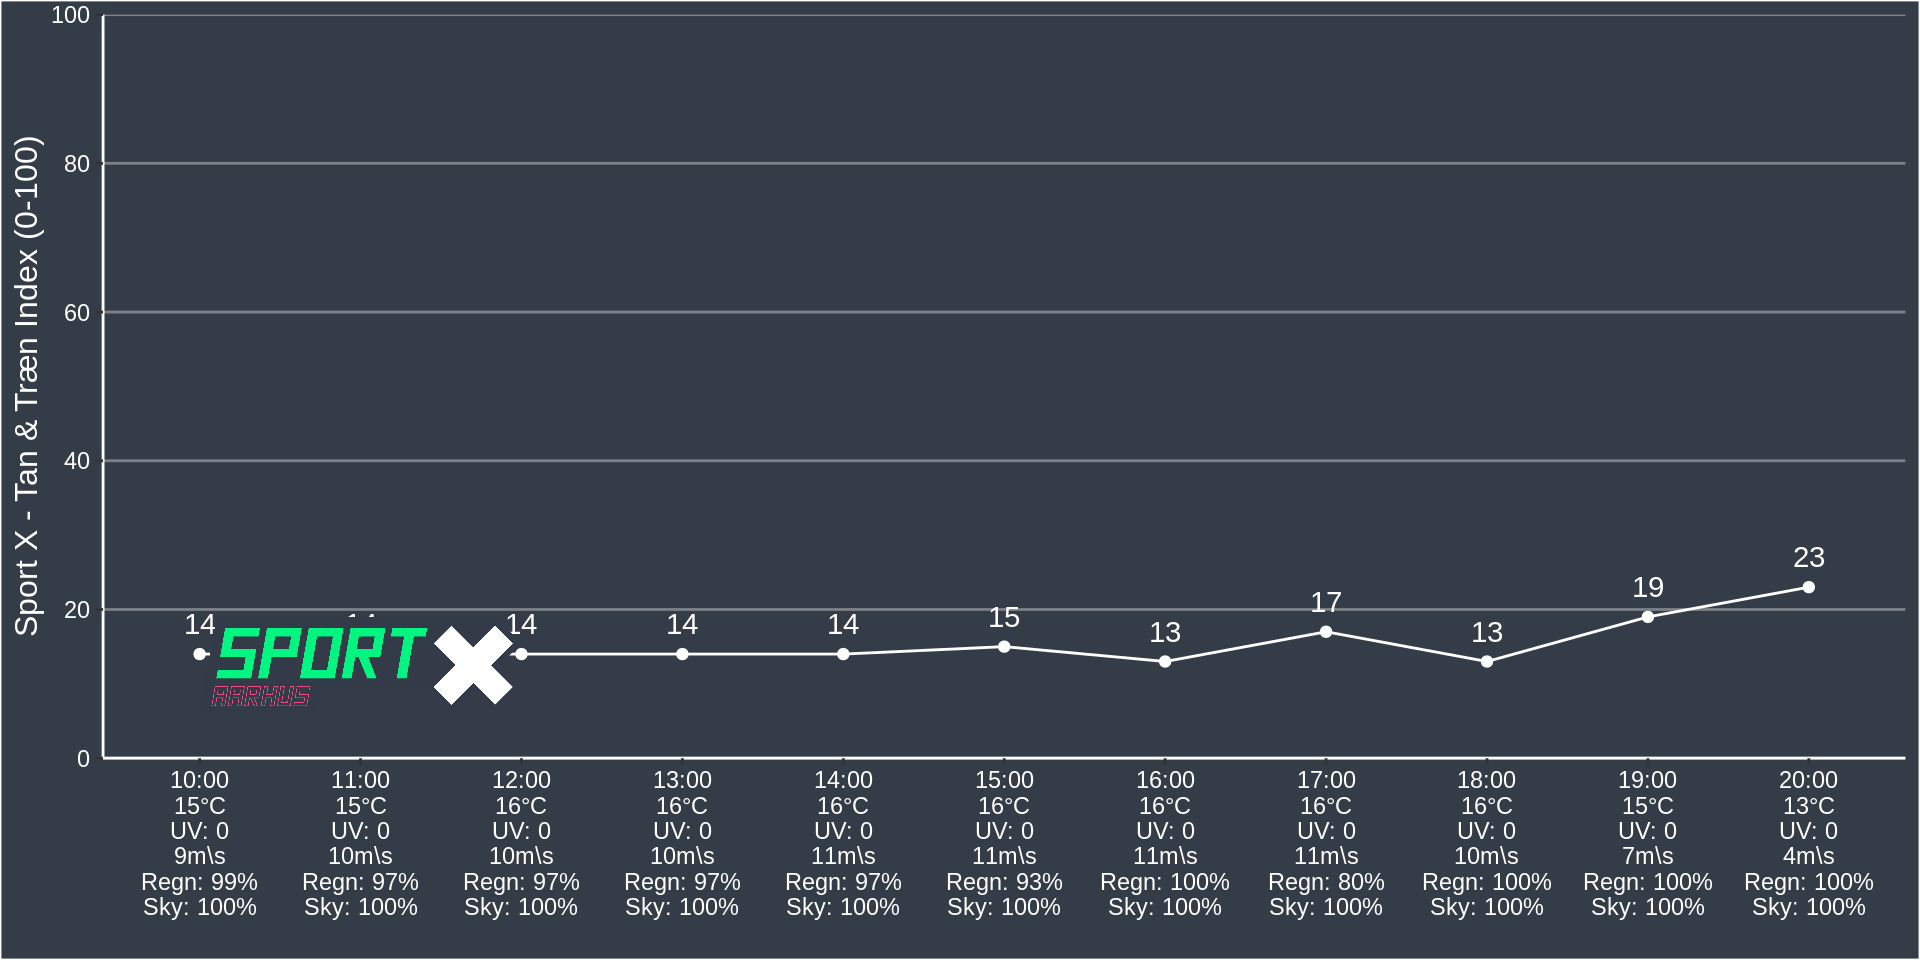 Sport X - Tan & Træn Index (0-100)
100
80
60
40
20
0
14
14
14
14
15
13
17
13
19
23
SPORT X
AARHUS
10:00 11:00 12:00 13:00 14:00 15:00 16:00 17:00 18:00 19:00 20:00
15°C 15°C 16°C 16°C 16°C 16°C 16°C 16°C 16°C 15°C 13°C
UV: 0 UV: 0 UV: 0 UV: 0 UV: 0 UV: 0 UV: 0 UV: 0 UV: 0 UV: 0 UV: 0
9m\s 10m\s 10m\s 10m\s 11m\s 11m\s 11m\s 11m\s 10m\s 7m\s 4m\s
Regn: 99% Regn: 97% Regn: 97% Regn: 97% Regn: 97% Regn: 93% Regn: 100% Regn: 80% Regn: 100% Regn: 100% Regn: 100%
Sky: 100% Sky: 100% Sky: 100% Sky: 100% Sky: 100% Sky: 100% Sky: 100% Sky: 100% Sky: 100% Sky: 100% Sky: 100%